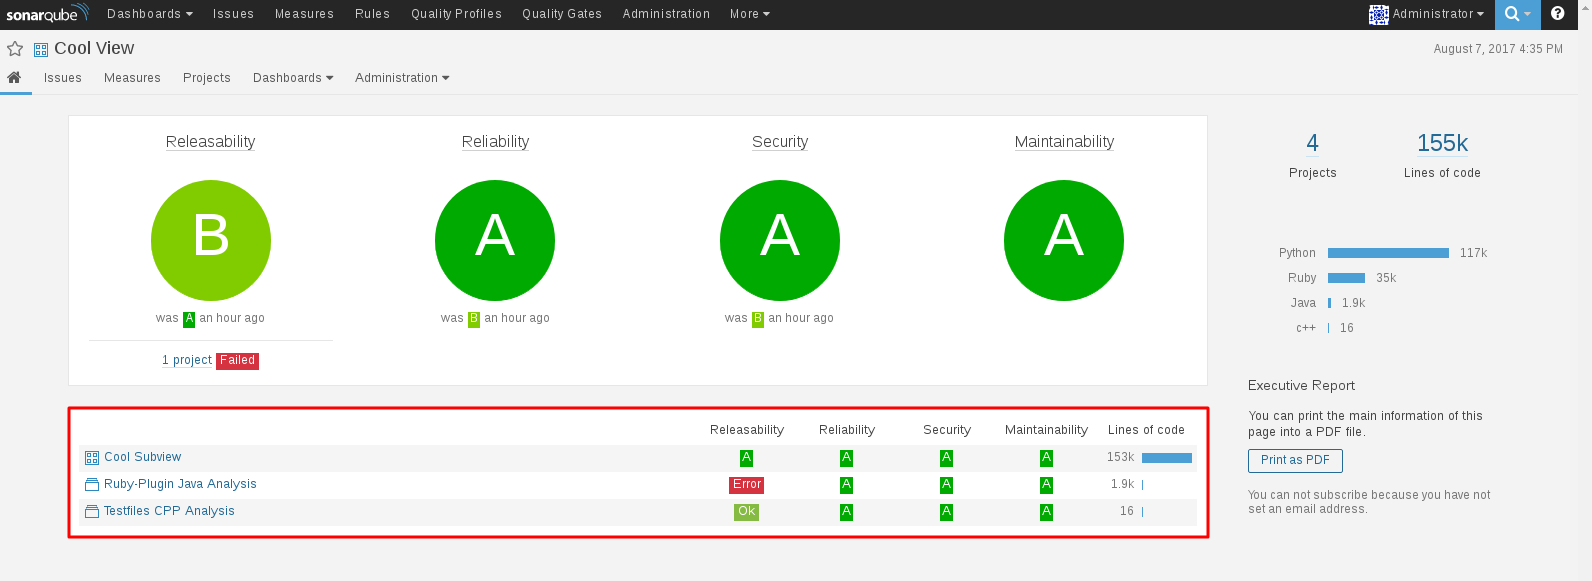 sonarqube Dashboards Issues Measures Rules Quality Profiles Quality Gates Administration More Administrator
Cool View
August 7, 2017 4:35 PM
Issues Measures Projects Dashboards Administration
Releasability Reliability Security Maintainability
B A A A
was A an hour ago was B an hour ago was B an hour ago
1 project Failed
4 155k
Projects Lines of code
Python 117k
Ruby 35k
Java 1.9k
c++ 16
Executive Report
You can print the main information of this
page into a PDF file.
Print as PDF
You can not subscribe because you have not
set an email address.
Releasability Reliability Security Maintainability Lines of code
Cool Subview A A A A 153k
Ruby-Plugin Java Analysis Error A A A 1.9k
Testfiles CPP Analysis Ok A A A 16